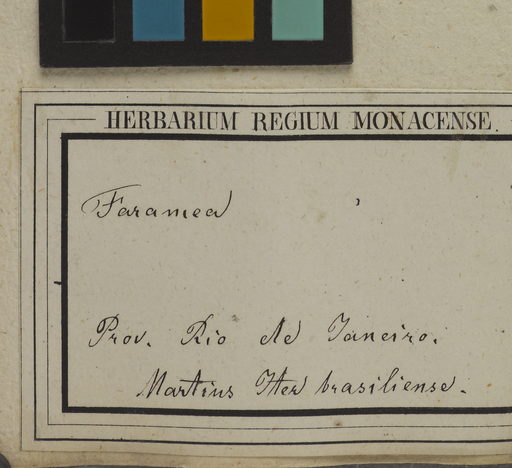 HERBARIUM REGIUM MONACENSE.
Faramea
Prov. Rio de Janeiro.
Martius Iter brasiliense.